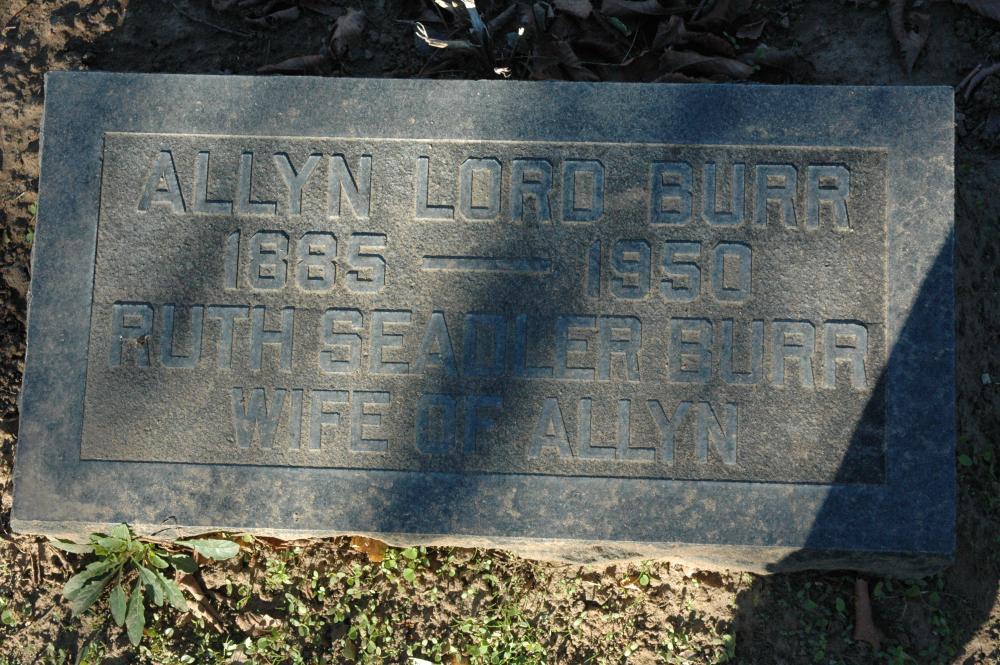 ALLYN LORD BURR
1885 — 1950
RUTH SEADLER BURR
WIFE OF ALLYN